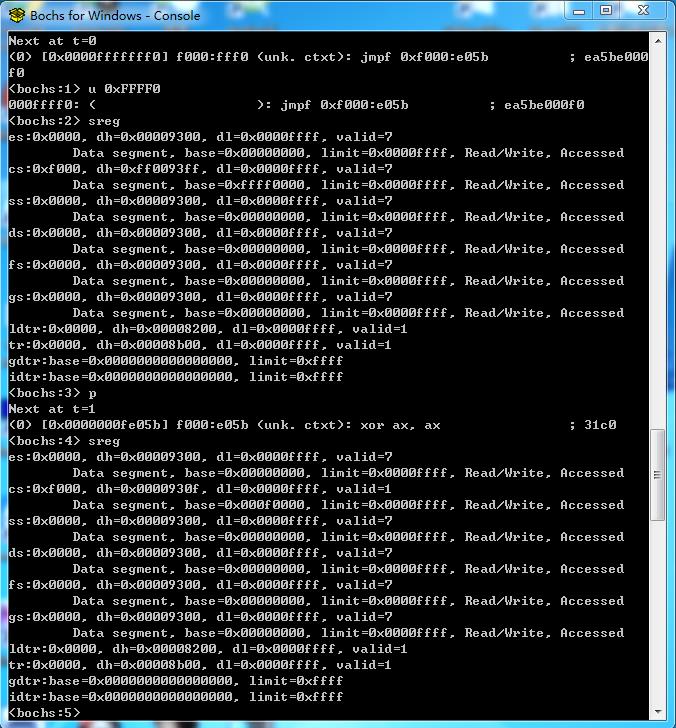 Bochs for Windows - Console
Next at t=0
(0) [0x0000fffffff0] f000:fff0 (unk. ctxt): jmpf 0xf000:e05b ; ea5be000
f0
<bochs:1> u 0xFFFF0
000ffff0: ( ): jmpf 0xf000:e05b ; ea5be000f0
<bochs:2> sreg
es:0x0000, dh=0x00009300, dl=0x0000ffff, valid=7
Data segment, base=0x00000000, limit=0x0000ffff, Read/Write, Accessed
cs:0xf000, dh=0xff0093ff, dl=0x0000ffff, valid=7
Data segment, base=0xffff0000, limit=0x0000ffff, Read/Write, Accessed
ss:0x0000, dh=0x00009300, dl=0x0000ffff, valid=7
Data segment, base=0x00000000, limit=0x0000ffff, Read/Write, Accessed
ds:0x0000, dh=0x00009300, dl=0x0000ffff, valid=7
Data segment, base=0x00000000, limit=0x0000ffff, Read/Write, Accessed
fs:0x0000, dh=0x00009300, dl=0x0000ffff, valid=7
Data segment, base=0x00000000, limit=0x0000ffff, Read/Write, Accessed
gs:0x0000, dh=0x00009300, dl=0x0000ffff, valid=7
Data segment, base=0x00000000, limit=0x0000ffff, Read/Write, Accessed
ldtr:0x0000, dh=0x00008200, dl=0x0000ffff, valid=1
tr:0x0000, dh=0x00008b00, dl=0x0000ffff, valid=1
gdtr:base=0x0000000000000000, limit=0xffff
idtr:base=0x0000000000000000, limit=0xffff
<bochs:3> p
Next at t=1
(0) [0x0000000fe05b] f000:e05b (unk. ctxt): xor ax, ax ; 31c0
<bochs:4> sreg
es:0x0000, dh=0x00009300, dl=0x0000ffff, valid=7
Data segment, base=0x00000000, limit=0x0000ffff, Read/Write, Accessed
cs:0xf000, dh=0x0000930f, dl=0x0000ffff, valid=1
Data segment, base=0x000f0000, limit=0x0000ffff, Read/Write, Accessed
ss:0x0000, dh=0x00009300, dl=0x0000ffff, valid=7
Data segment, base=0x00000000, limit=0x0000ffff, Read/Write, Accessed
ds:0x0000, dh=0x00009300, dl=0x0000ffff, valid=7
Data segment, base=0x00000000, limit=0x0000ffff, Read/Write, Accessed
fs:0x0000, dh=0x00009300, dl=0x0000ffff, valid=7
Data segment, base=0x00000000, limit=0x0000ffff, Read/Write, Accessed
gs:0x0000, dh=0x00009300, dl=0x0000ffff, valid=7
Data segment, base=0x00000000, limit=0x0000ffff, Read/Write, Accessed
ldtr:0x0000, dh=0x00008200, dl=0x0000ffff, valid=1
tr:0x0000, dh=0x00008b00, dl=0x0000ffff, valid=1
gdtr:base=0x0000000000000000, limit=0xffff
idtr:base=0x0000000000000000, limit=0xffff
<bochs:5>